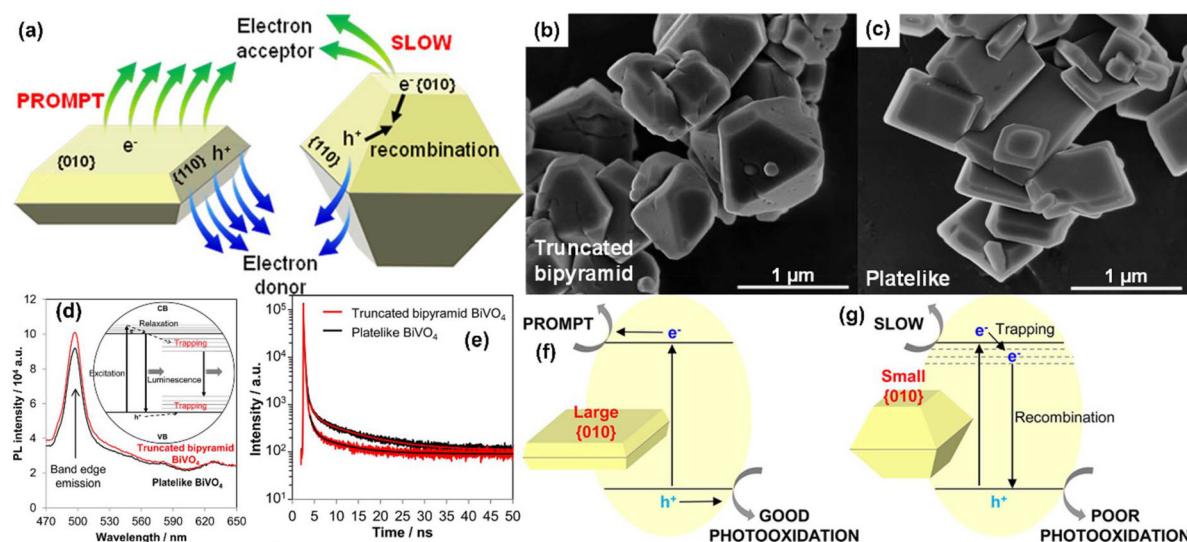 (a)
Electron
acceptor
SLOW
PROMPT
e⁻ {010}
e⁻
{010}
{110} h⁺
h⁺
{110}
recombination
Electron
donor
(b)
Truncated
bipyramid
1 µm
(c)
Platelike
1 µm
(d)
PL intensity / 10⁴ a.u.
12
10
8
6
4
2
0
CB
Relaxation
e⁻
Trapping
Excitation
Luminescence
Trapping
h⁺
VB
Truncated bipyramid
BiVO₄
Band edge
emission
Platelike BiVO₄
470 500 530 560 590 620 650
Wavelength / nm
(e)
Truncated bipyramid BiVO₄
Platelike BiVO₄
Intensity / a.u.
10⁵
10⁴
10³
10²
10¹
0 5 10 15 20 25 30 35 40 45 50
Time / ns
(f)
PROMPT
e⁻
Large
{010}
h⁺
GOOD
PHOTOOXIDATION
(g)
SLOW
e⁻
Trapping
e⁻
Small
{010}
Recombination
h⁺
POOR
PHOTOOXIDATION